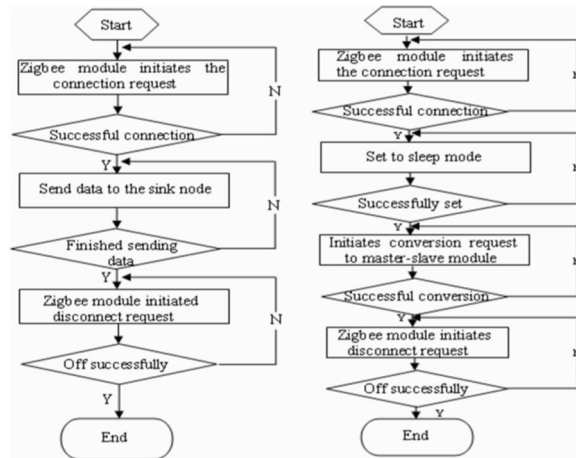 Start
Zigbee module initiates the
connection request
N
Successful connection
Y
Send data to the sink node
N
Finished sending
data
Y
Zigbee module initiated
disconnect request
N
Off successfully
Y
End
Start
Zigbee module initiates
the connection request
Successful connection
Y
Set to sleep mode
Successfully set
Y
Initiates conversion request
to master-slave module
Successful conversion
Y
Zigbee module initiates
disconnect request
Off successfully
Y
End